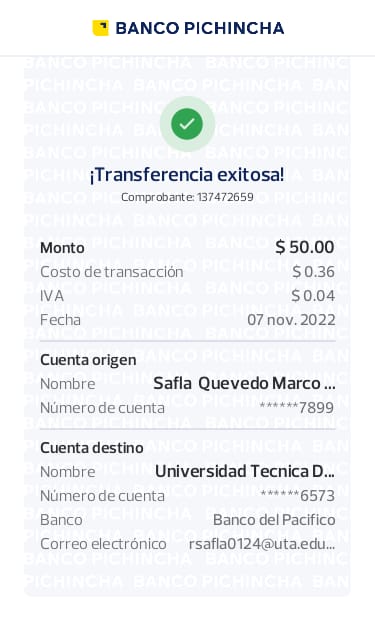 BANCO PICHINCHA
¡Transferencia exitosa!
Comprobante: 137472659
Monto $ 50.00
Costo de transacción $ 0.36
IVA $ 0.04
Fecha 07 nov. 2022
Cuenta origen
Nombre Safla Quevedo Marco ...
Número de cuenta ******7899
Cuenta destino
Nombre Universidad Tecnica D...
Número de cuenta ******6573
Banco Banco del Pacifico
Correo electrónico rsafla0124@uta.edu...